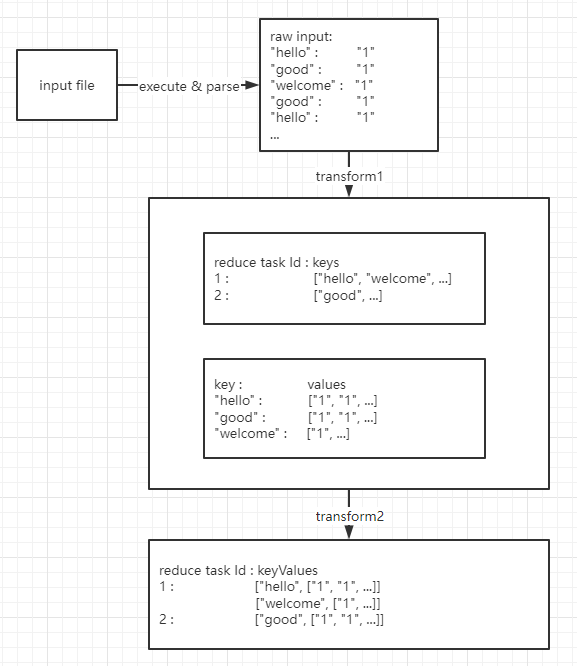 input file
execute & parse
raw input:
"hello" : "1"
"good" : "1"
"welcome" : "1"
"good" : "1"
"hello" : "1"
...
transform1
reduce task Id : keys
1 : ["hello", "welcome", ...]
2 : ["good", ...]
key : values
"hello" : ["1", "1", ...]
"good" : ["1", "1", ...]
"welcome" : ["1", ...]
transform2
reduce task Id : keyValues
1 : ["hello", ["1", "1", ...]]
["welcome", ["1", ...]]
2 : ["good", ["1", "1", ...]]